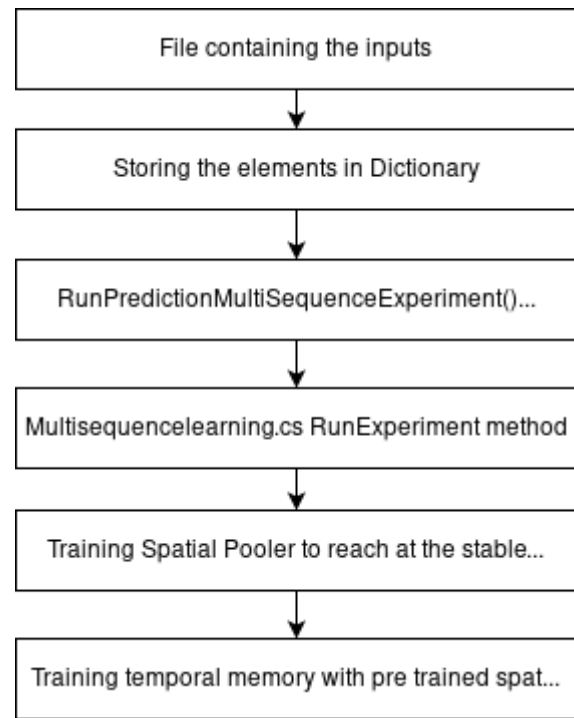 File containing the inputs
Storing the elements in Dictionary
RunPredictionMultiSequenceExperiment()...
Multisequencelearning.cs RunExperiment method
Training Spatial Pooler to reach at the stable...
Training temporal memory with pre trained spat...